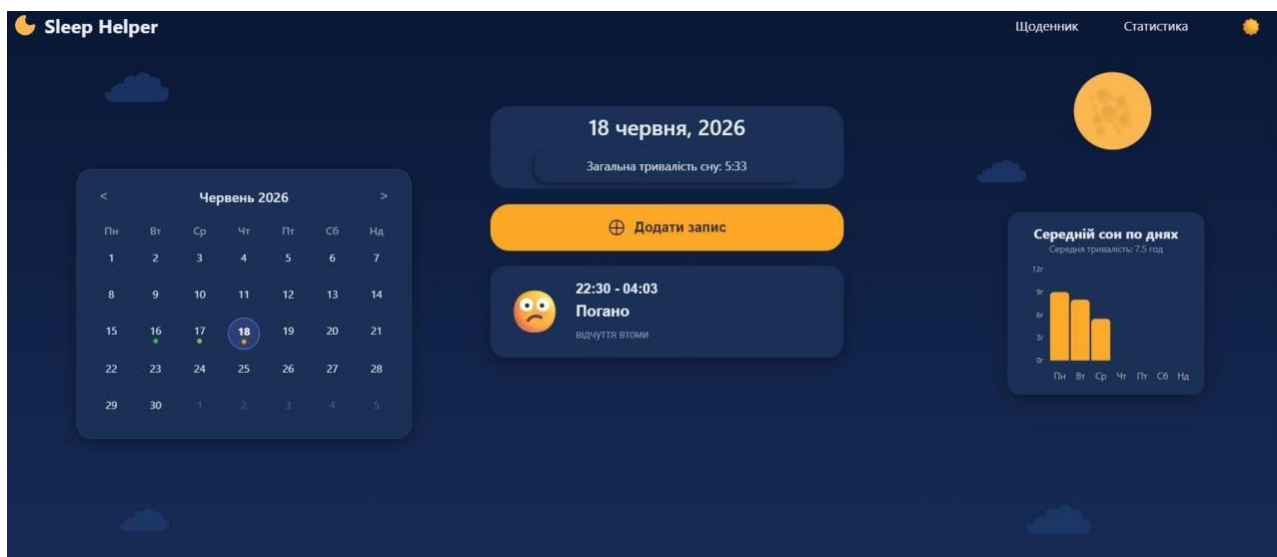 Sleep Helper
Щоденник
Статистика
18 червня, 2026
Загальна тривалість сну: 5:33
< Червень 2026 >
Пн Вт Ср Чт Пт Сб Нд
1 2 3 4 5 6 7
8 9 10 11 12 13 14
15 16 17 18 19 20 21
22 23 24 25 26 27 28
29 30 1 2 3 4 5
Додати запис
22:30 - 04:03
Погано
відчуття втоми
Середній сон по днях
Середня тривалість: 7.5 год
12г
9г
6г
3г
0г
Пн Вт Ср Чт Пт Сб Нд